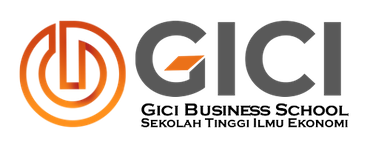 GICI
GICI BUSINESS SCHOOL
SEKOLAH TINGGI ILMU EKONOMI